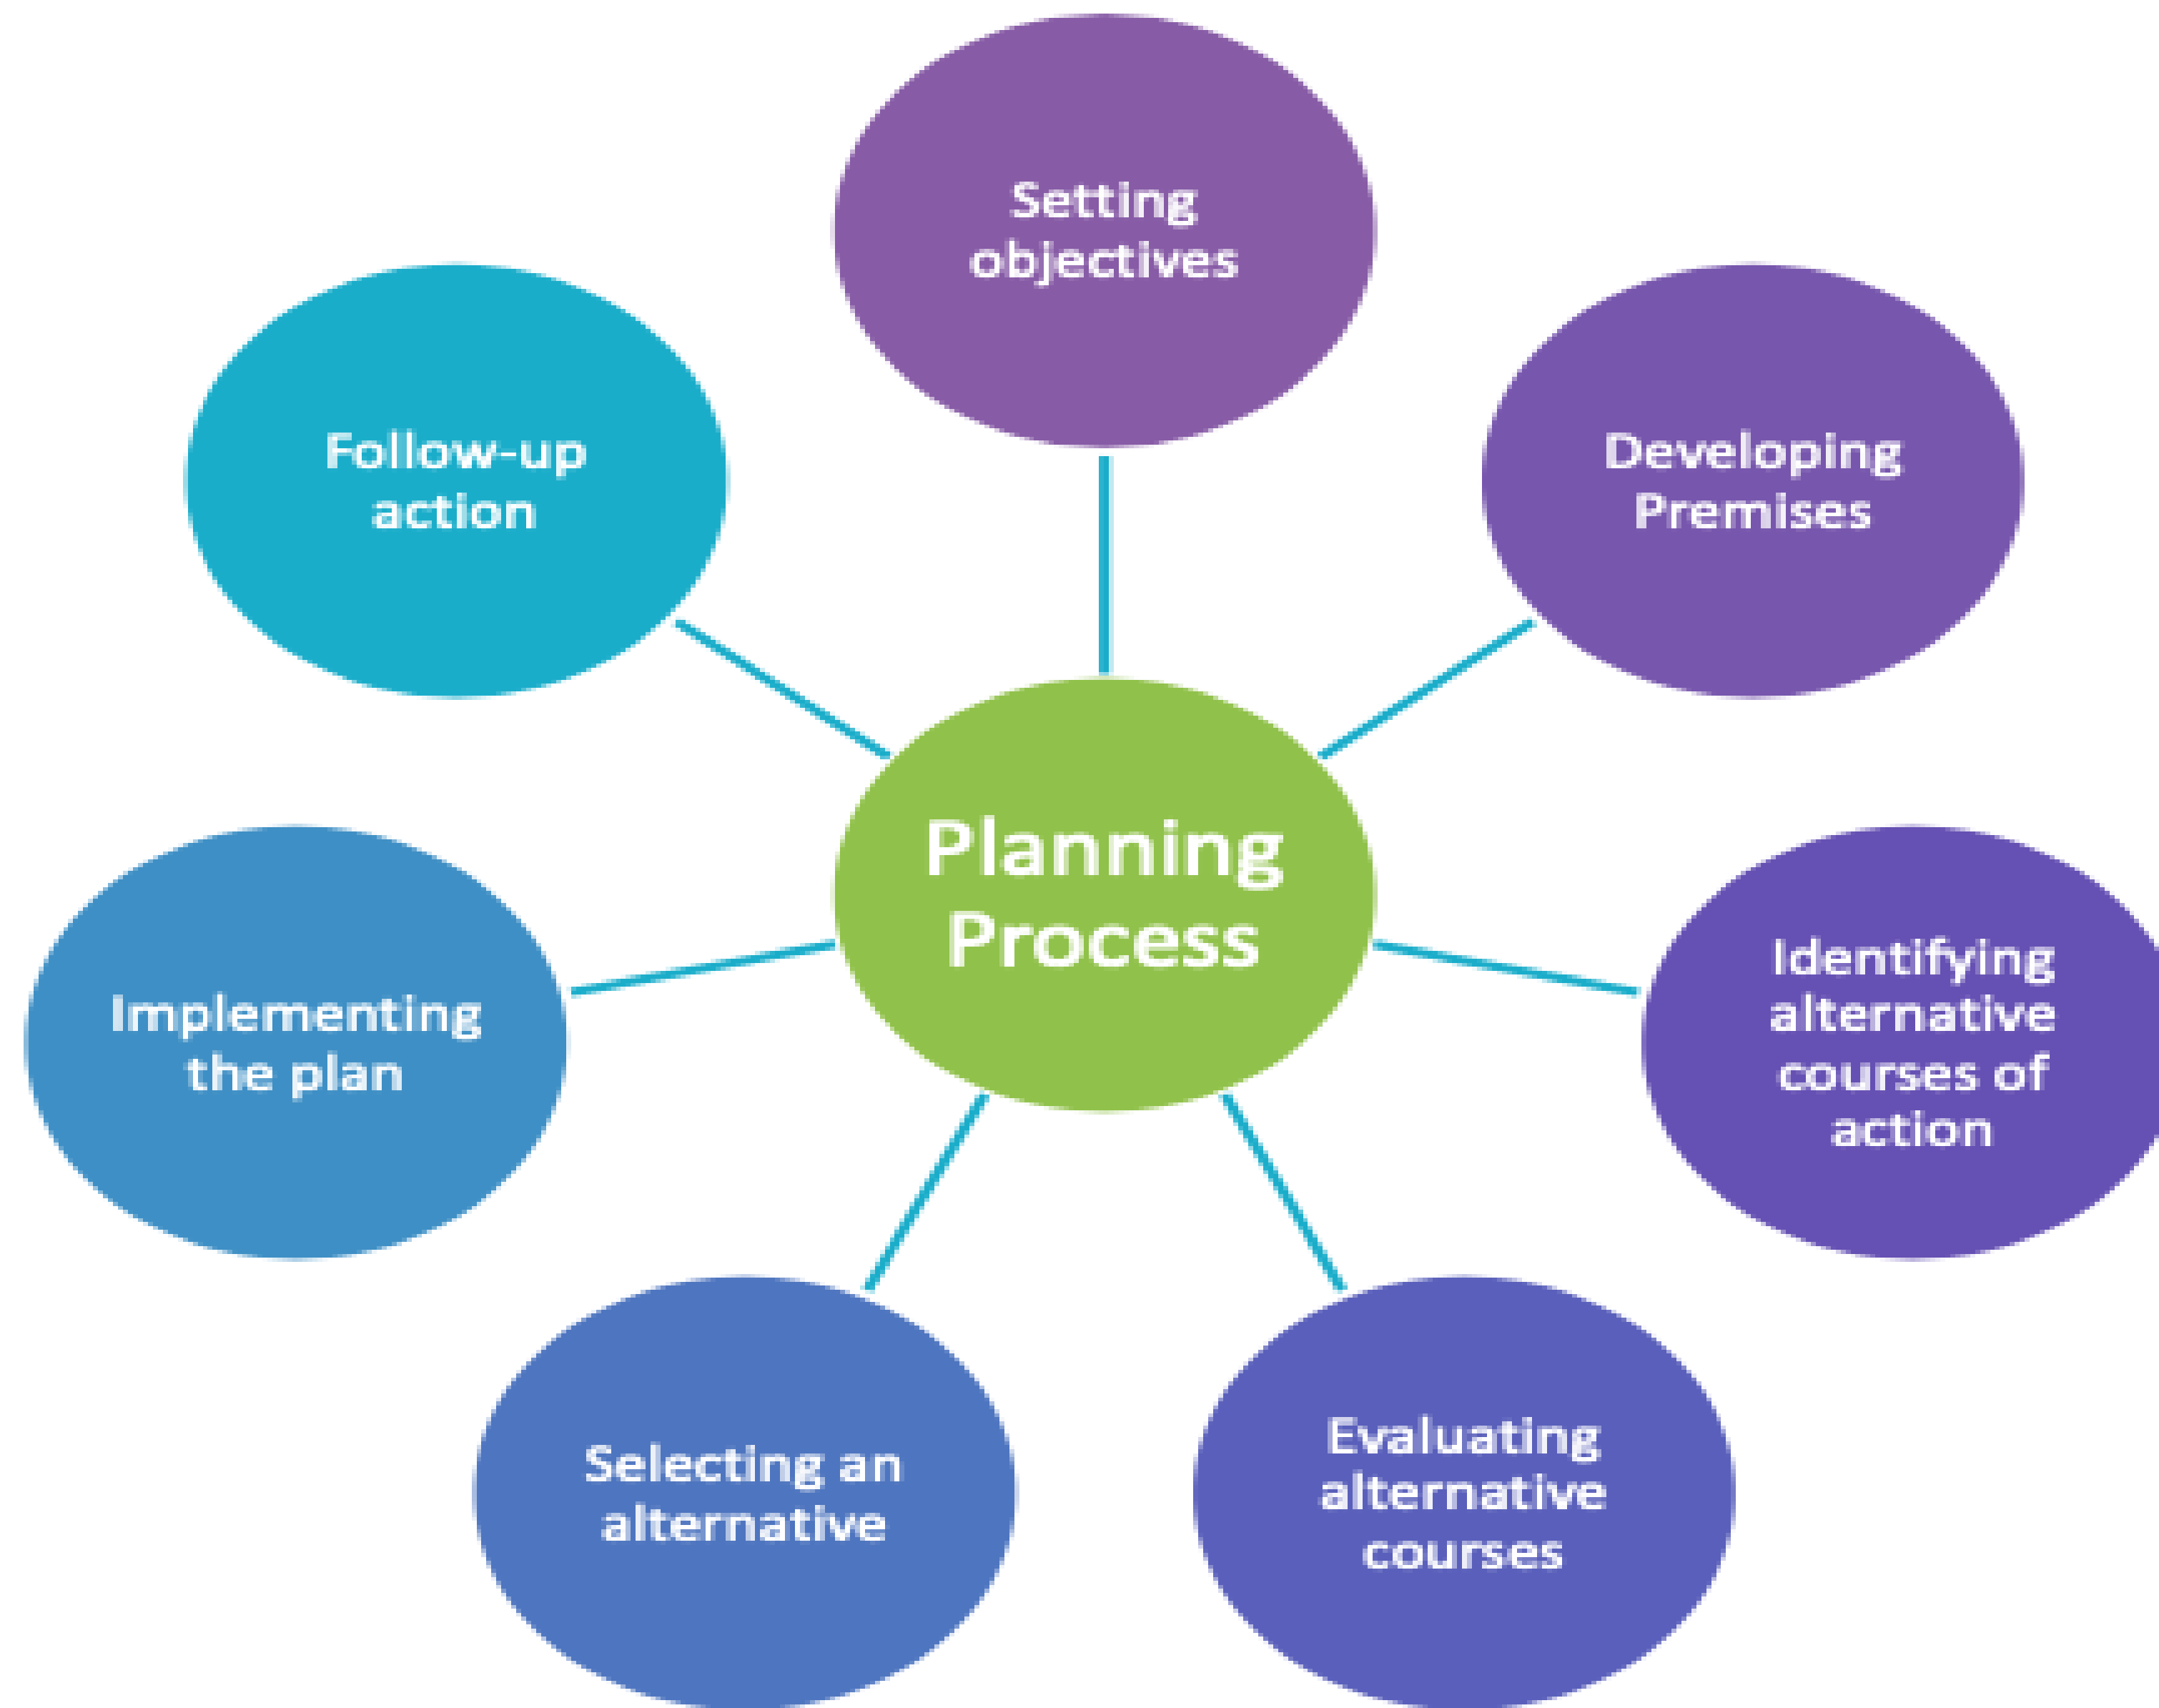 Setting
objectives
Developing
Premises
Identifying
alternative
courses of
action
Evaluating
alternative
courses
Selecting an
alternative
Implementing
the plan
Follow-up
action
Planning
Process